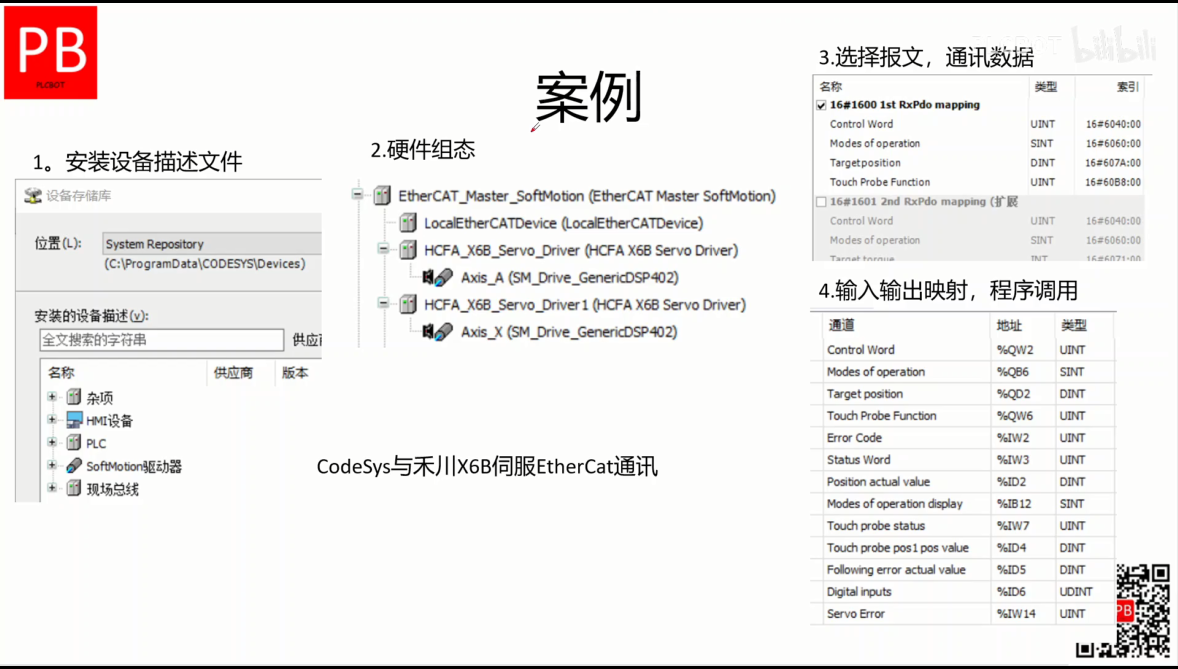 PB
PLCBOT
bilibili
案例
1。安装设备描述文件
设备存储库
位置(L):
System Repository
(C:\ProgramData\CODESYS\Devices)
安装的设备描述(v):
全文搜索的字符串
名称 供应商 版本
杂项
HMI设备
PLC
SoftMotion驱动器
现场总线
2.硬件组态
EtherCAT_Master_SoftMotion (EtherCAT Master SoftMotion)
LocalEtherCATDevice (LocalEtherCATDevice)
HCFA_X6B_Servo_Driver (HCFA X6B Servo Driver)
Axis_A (SM_Drive_GenericDSP402)
HCFA_X6B_Servo_Driver1 (HCFA X6B Servo Driver)
Axis_X (SM_Drive_GenericDSP402)
CodeSys与禾川X6B伺服EtherCat通讯
3.选择报文，通讯数据
名称 类型 索引
16#1600 1st RxPdo mapping
Control Word UINT 16#6040:00
Modes of operation SINT 16#6060:00
Targetposition DINT 16#607A:00
Touch Probe Function UINT 16#60B8:00
16#1601 2nd RxPdo mapping (扩展
Control Word UINT 16#6040:00
Modes of operation SINT 16#6060:00
Target torque INT 16#6071:00
4.输入输出映射，程序调用
通道 地址 类型
Control Word %QW2 UINT
Modes of operation %QB6 SINT
Target position %QD2 DINT
Touch Probe Function %QW6 UINT
Error Code %IW2 UINT
Status Word %IW3 UINT
Position actual value %ID2 DINT
Modes of operation display %IB12 SINT
Touch probe status %IW7 UINT
Touch probe pos1 pos value %ID4 DINT
Following error actual value %ID5 DINT
Digital inputs %ID6 UDINT
Servo Error %IW14 UINT
PB